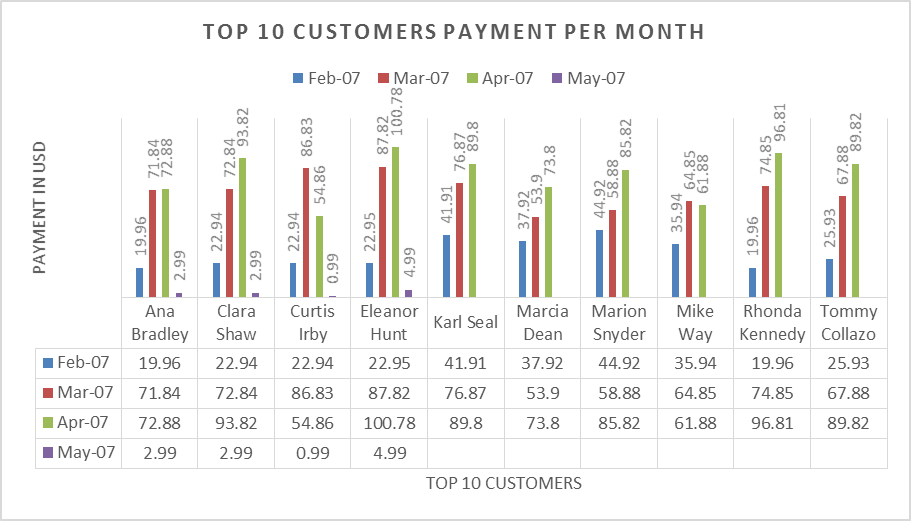 TOP 10 CUSTOMERS PAYMENT PER MONTH
Feb-07 Mar-07 Apr-07 May-07
PAYMENT IN USD
19.96 71.84 72.88 2.99 22.94 72.84 93.82 2.99 22.94 86.83 54.86 0.99 22.95 87.82 100.78 4.99 41.91 76.87 89.8 37.92 53.9 73.8 44.92 58.88 85.82 35.94 64.85 61.88 19.96 74.85 96.81 25.93 67.88 89.82
Ana Clara Curtis Eleanor Karl Seal Marcia Marion Mike Rhonda Tommy
Bradley Shaw Irby Hunt Dean Snyder Way Kennedy Collazo
Feb-07 19.96 22.94 22.94 22.95 41.91 37.92 44.92 35.94 19.96 25.93
Mar-07 71.84 72.84 86.83 87.82 76.87 53.9 58.88 64.85 74.85 67.88
Apr-07 72.88 93.82 54.86 100.78 89.8 73.8 85.82 61.88 96.81 89.82
May-07 2.99 2.99 0.99 4.99
TOP 10 CUSTOMERS